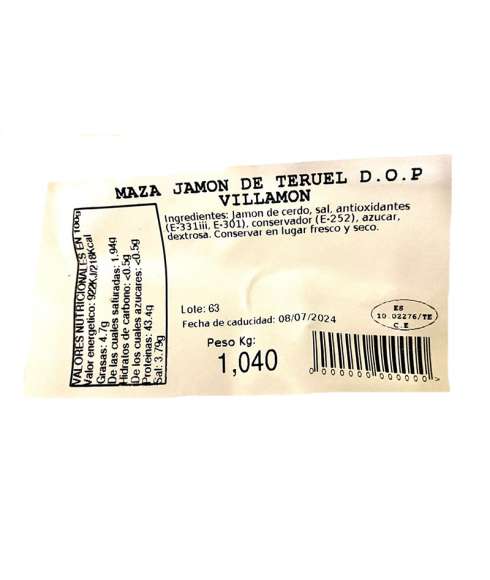 MAZA JAMON DE TERUEL D.O.P
VILLAMON
Ingredientes: Jamon de cerdo, sal, antioxidantes
(E-331iii, E-301), conservador (E-252), azucar,
dextrosa. Conservar en lugar fresco y seco.
VALORES NUTRICIONALES EN 100g
Valor energetico: 922KJ/218Kcal
Grasas: 4.7g
De las cuales saturadas: 1.94g
Hidratos de carbono: <0.5g
De los cuales azucares: <0.5g
Proteinas: 43.4g
Sal: 3.79g
Lote: 63
Fecha de caducidad: 08/07/2024
Peso Kg:
1,040
ES
10.02276/TE
C.E
0000000000000>